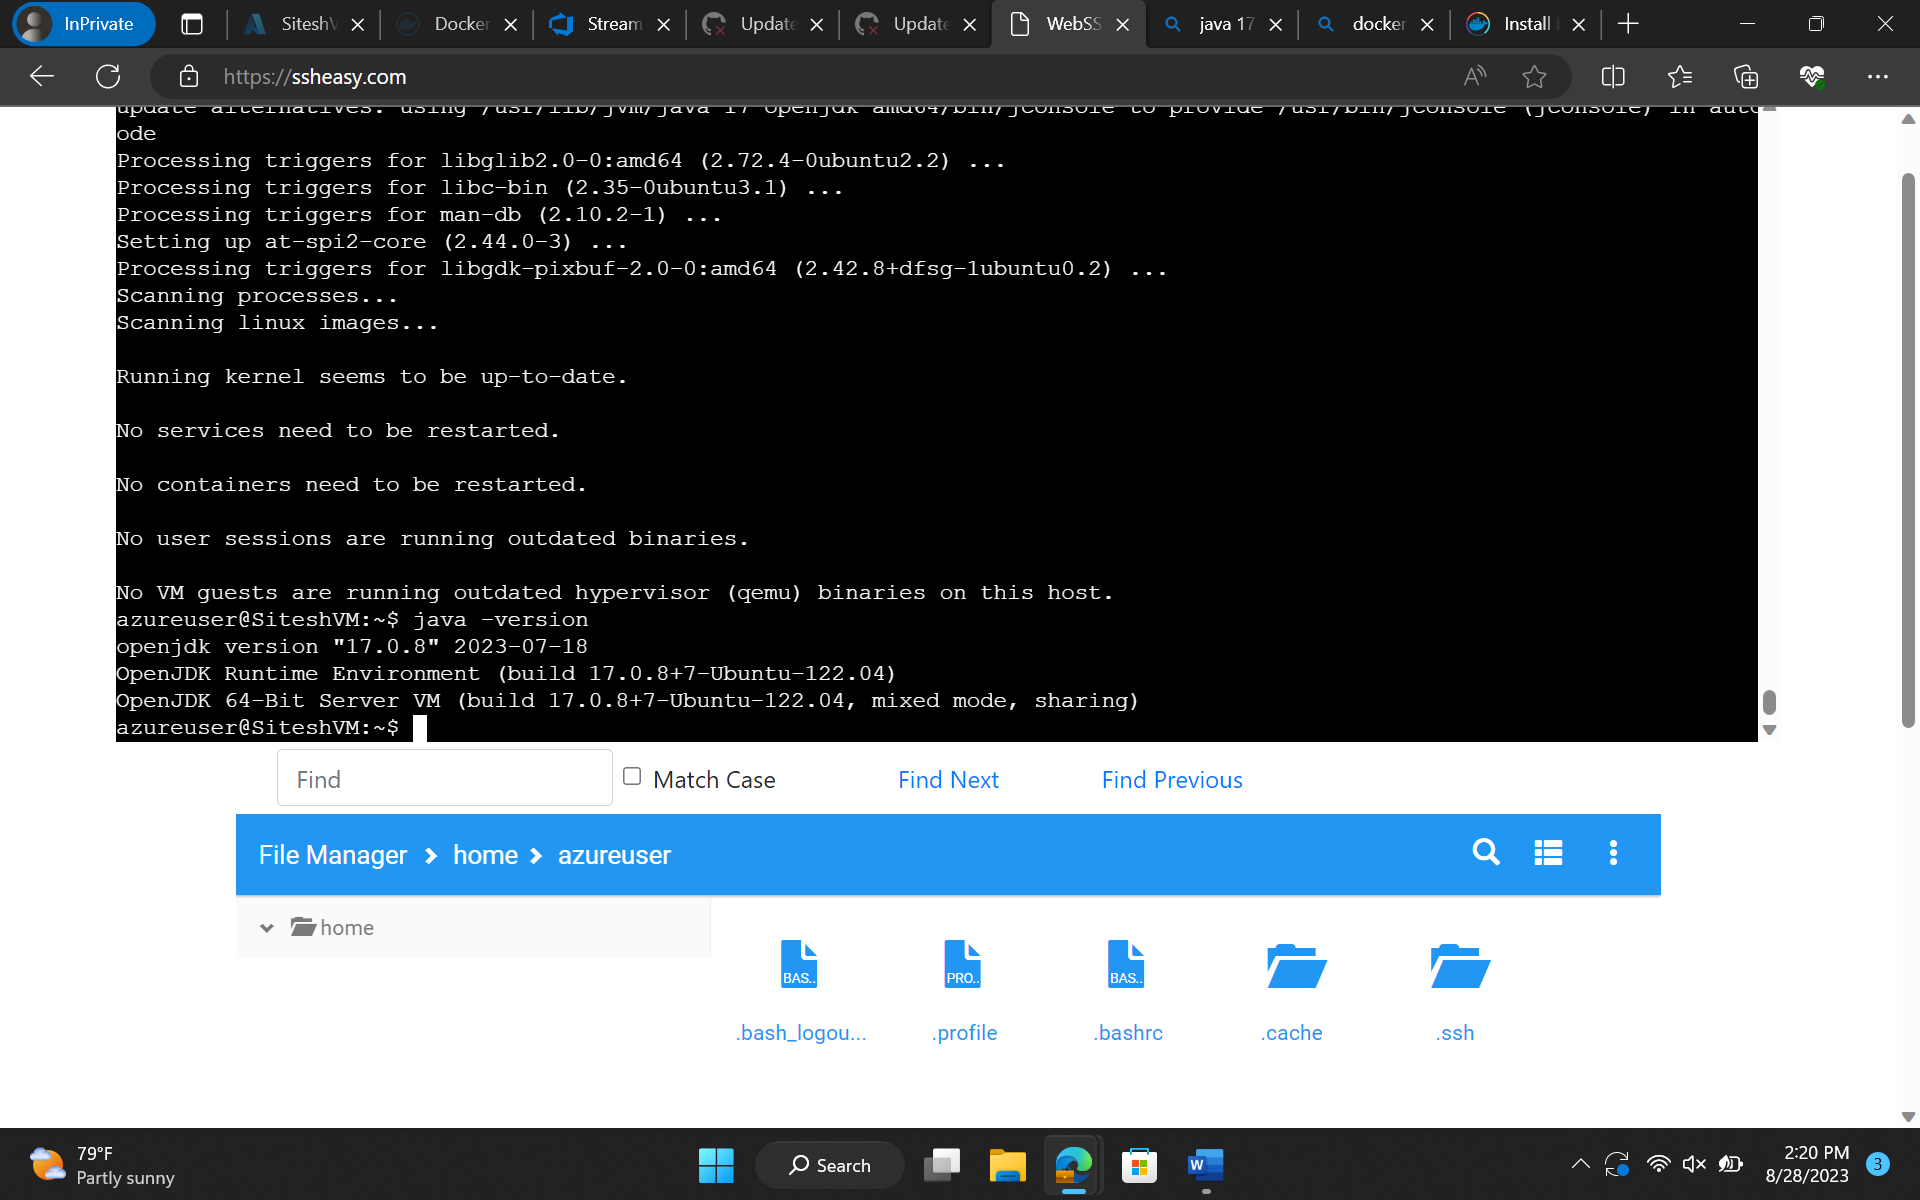 InPrivate
SiteshV
Docker
Stream
Update
Update
WebSS
java 17
docker
Install
https://ssheasy.com
update-alternatives: using /usr/lib/jvm/java-17-openjdk-amd64/bin/jconsole to provide /usr/bin/jconsole (jconsole) in auto
ode
Processing triggers for libglib2.0-0:amd64 (2.72.4-0ubuntu2.2) ...
Processing triggers for libc-bin (2.35-0ubuntu3.1) ...
Processing triggers for man-db (2.10.2-1) ...
Setting up at-spi2-core (2.44.0-3) ...
Processing triggers for libgdk-pixbuf-2.0-0:amd64 (2.42.8+dfsg-1ubuntu0.2) ...
Scanning processes...
Scanning linux images...
Running kernel seems to be up-to-date.
No services need to be restarted.
No containers need to be restarted.
No user sessions are running outdated binaries.
No VM guests are running outdated hypervisor (qemu) binaries on this host.
azureuser@SiteshVM:~$ java -version
openjdk version "17.0.8" 2023-07-18
OpenJDK Runtime Environment (build 17.0.8+7-Ubuntu-122.04)
OpenJDK 64-Bit Server VM (build 17.0.8+7-Ubuntu-122.04, mixed mode, sharing)
azureuser@SiteshVM:~$
Find
Match Case
Find Next
Find Previous
File Manager > home > azureuser
home
BAS..
PRO..
BAS..
.bash_logou...
.profile
.bashrc
.cache
.ssh
79°F
Partly sunny
Search
W
2:20 PM
8/28/2023
3